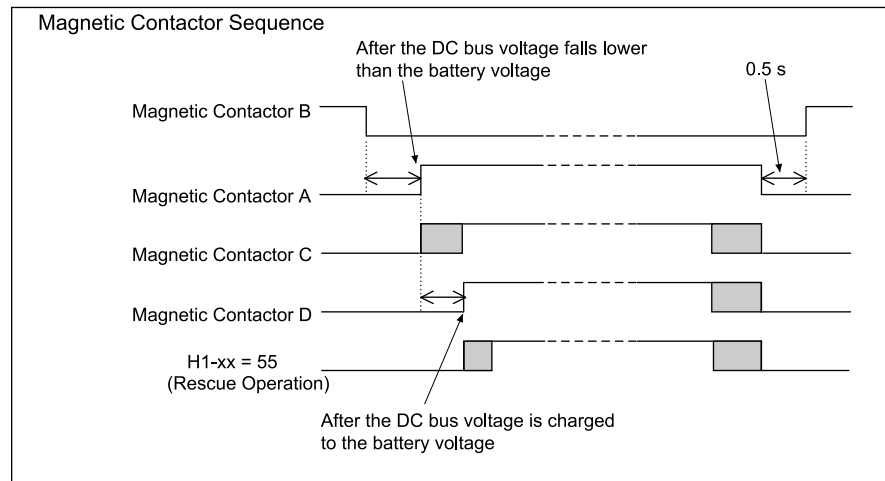 Magnetic Contactor Sequence
After the DC bus voltage falls lower
than the battery voltage
0.5 s
Magnetic Contactor B
Magnetic Contactor A
Magnetic Contactor C
Magnetic Contactor D
H1-xx = 55
(Rescue Operation)
After the DC bus voltage is charged
to the battery voltage